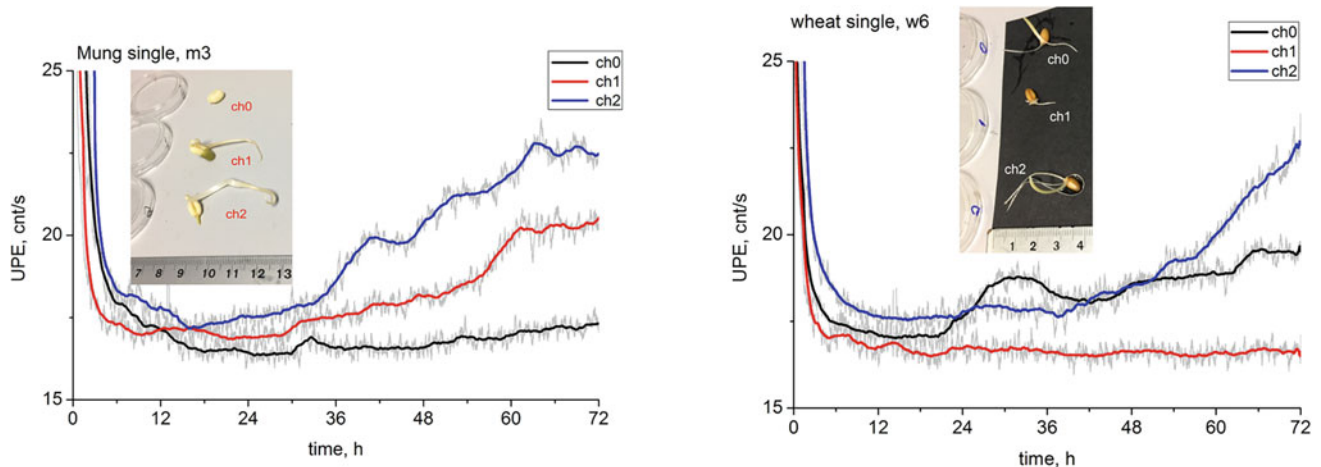 Mung single, m3
25
20
15
UPE, cnt/s
ch0
ch1
ch2
ch0
ch1
ch2
7 8 9 10 11 12 13
0 12 24 36 48 60 72
time, h
wheat single, w6
25
20
15
UPE, cnt/s
ch0
ch1
ch2
ch0
ch1
ch2
1 2 3 4
0 12 24 36 48 60 72
time, h